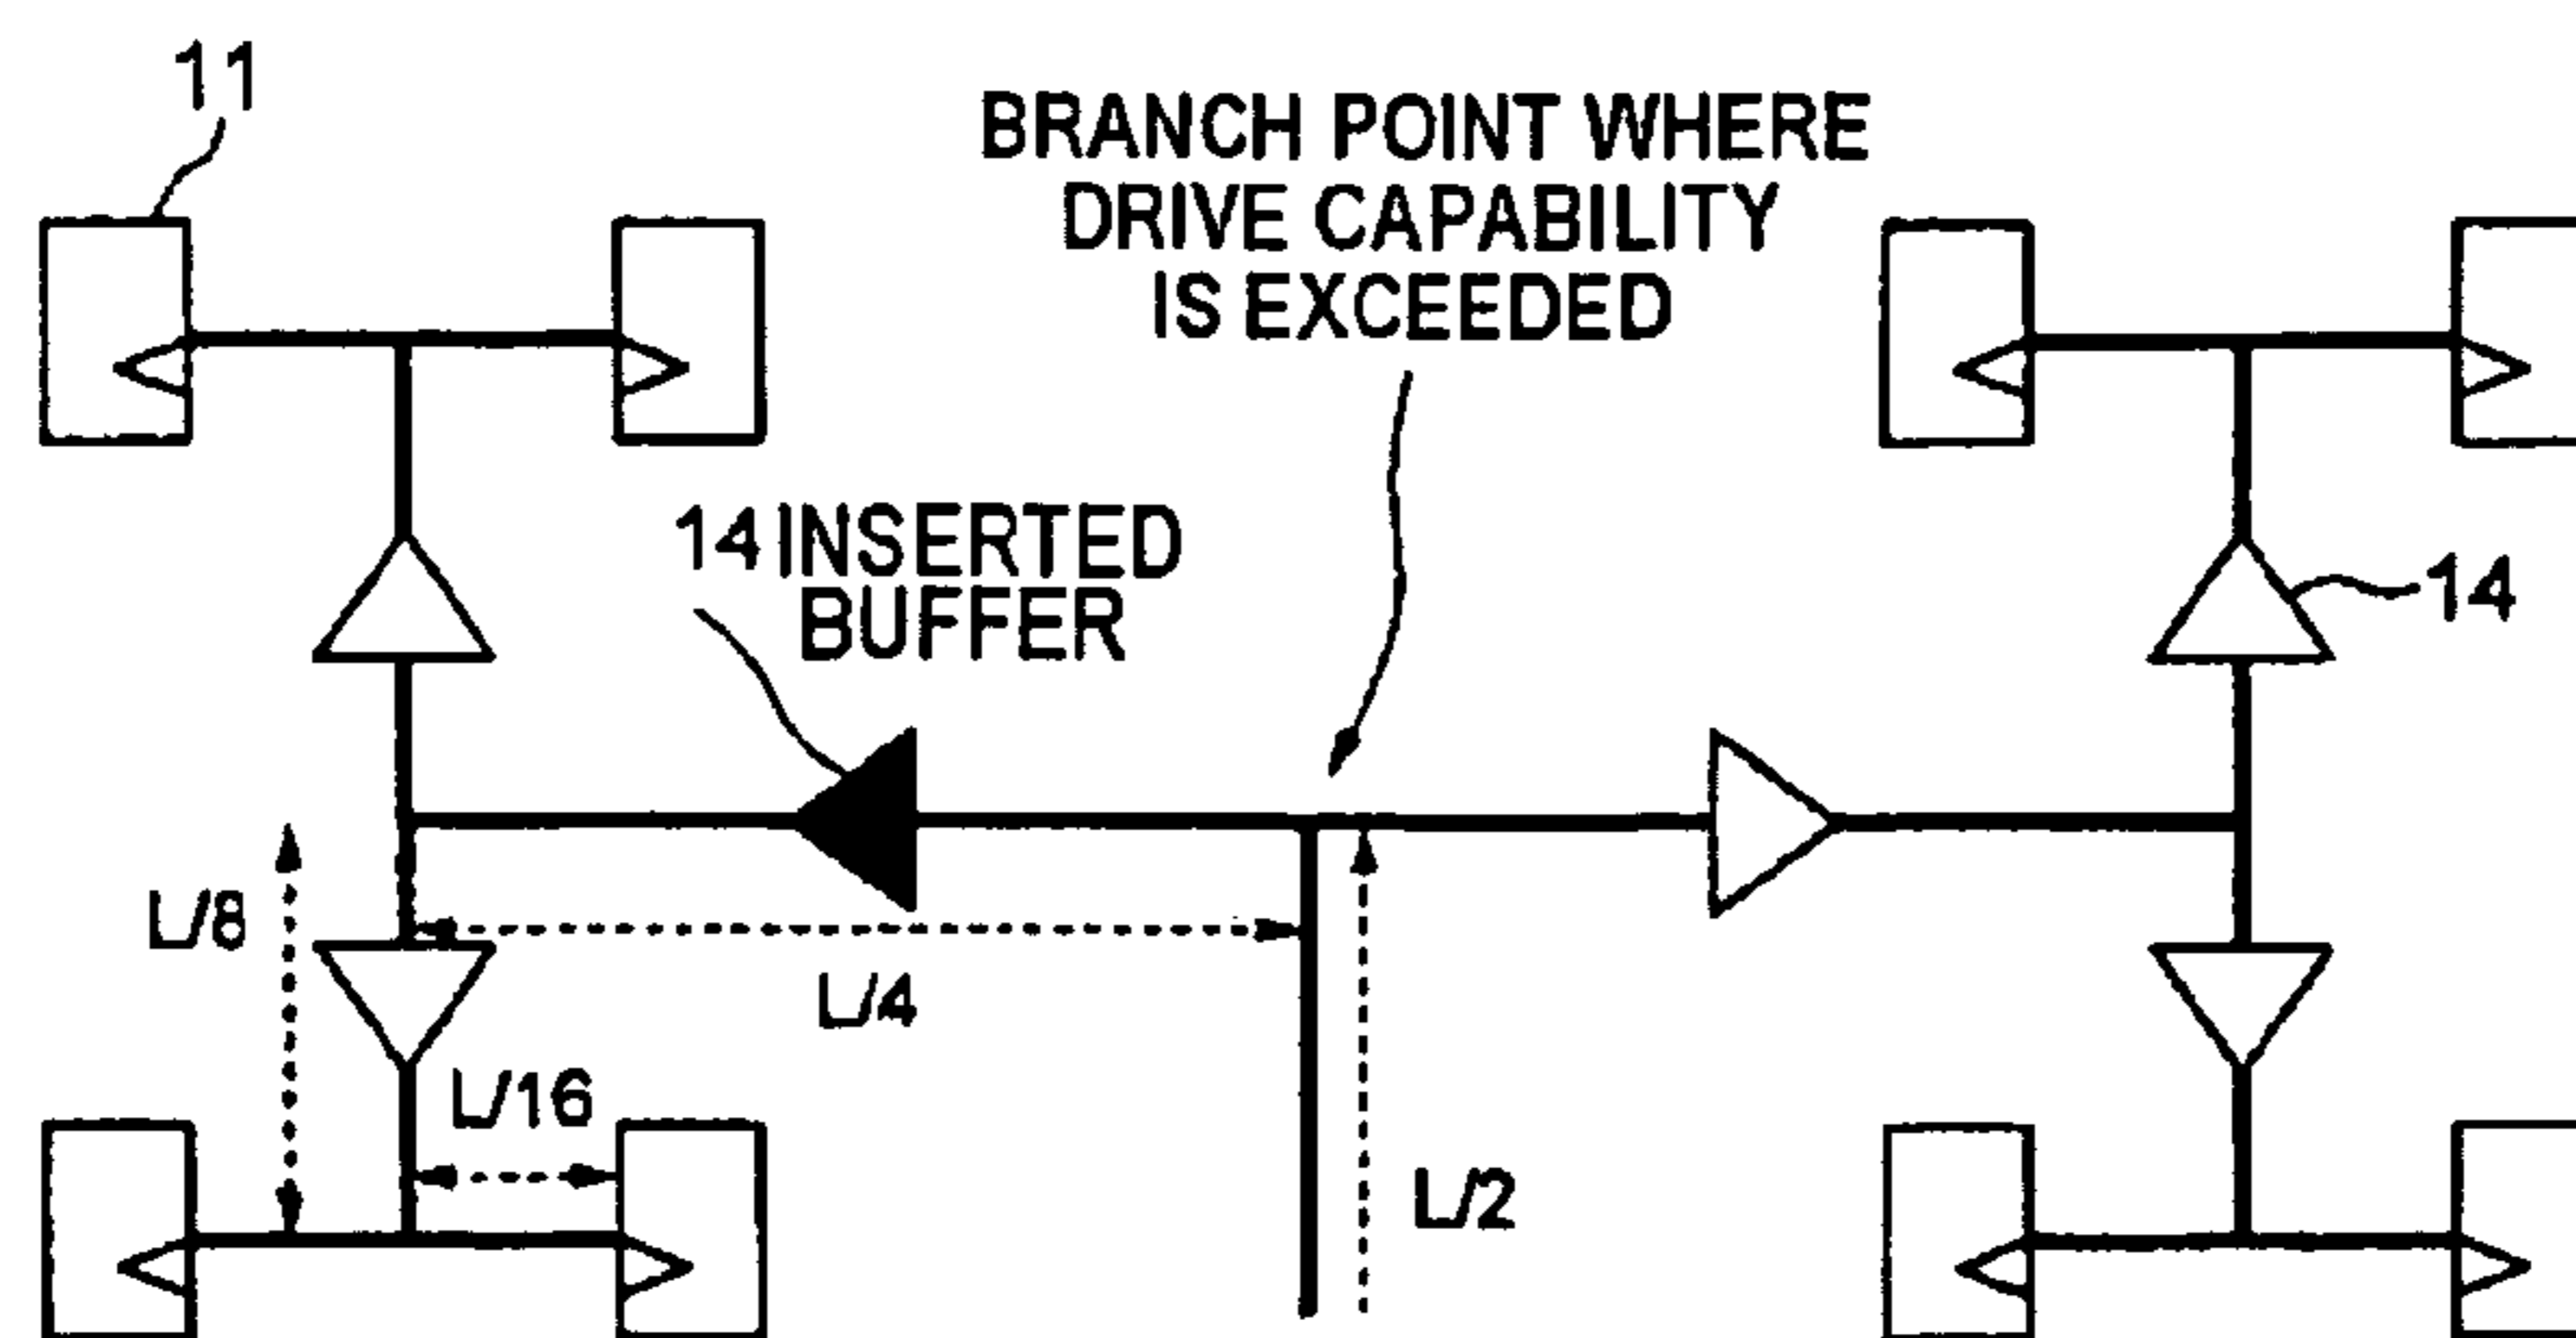 11
BRANCH POINT WHERE
DRIVE CAPABILITY
IS EXCEEDED
14 INSERTED
BUFFER
14
L/8
L/4
L/16
L/2